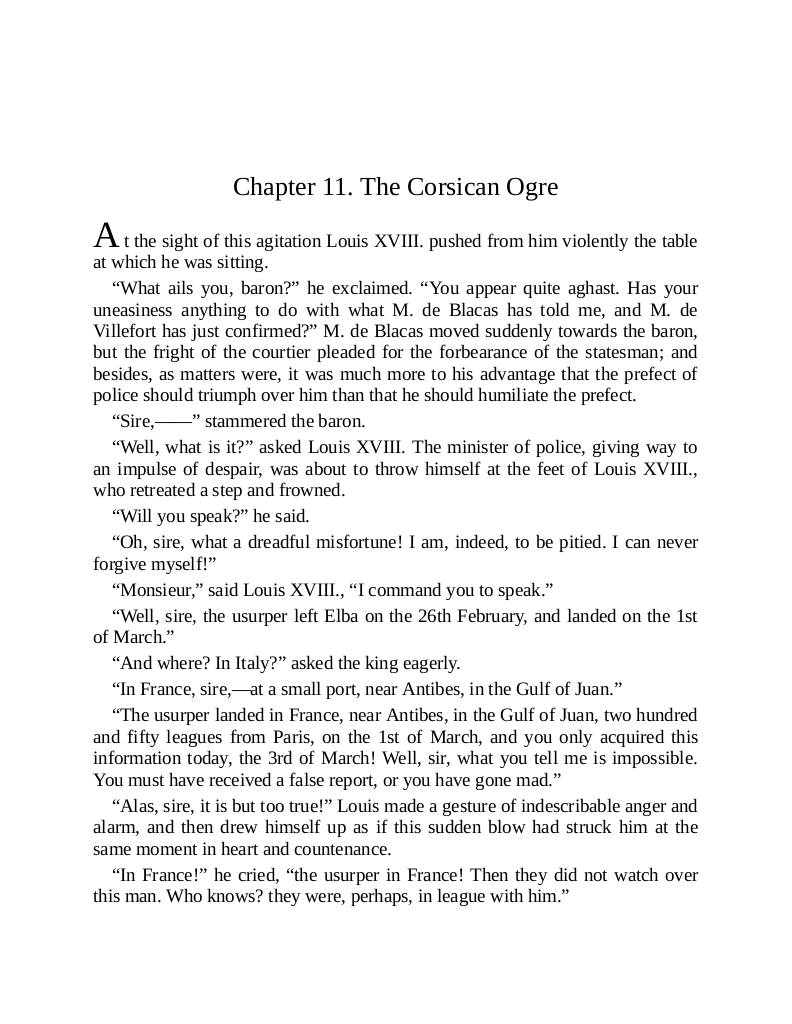 Chapter 11. The Corsican Ogre
At the sight of this agitation Louis XVIII. pushed from him violently the table
at which he was sitting.
“What ails you, baron?” he exclaimed. “You appear quite aghast. Has your
uneasiness anything to do with what M. de Blacas has told me, and M. de
Villefort has just confirmed?” M. de Blacas moved suddenly towards the baron,
but the fright of the courtier pleaded for the forbearance of the statesman; and
besides, as matters were, it was much more to his advantage that the prefect of
police should triumph over him than that he should humiliate the prefect.
“Sire,——” stammered the baron.
“Well, what is it?” asked Louis XVIII. The minister of police, giving way to
an impulse of despair, was about to throw himself at the feet of Louis XVIII.,
who retreated a step and frowned.
“Will you speak?” he said.
“Oh, sire, what a dreadful misfortune! I am, indeed, to be pitied. I can never
forgive myself!”
“Monsieur,” said Louis XVIII., “I command you to speak.”
“Well, sire, the usurper left Elba on the 26th February, and landed on the 1st
of March.”
“And where? In Italy?” asked the king eagerly.
“In France, sire,—at a small port, near Antibes, in the Gulf of Juan.”
“The usurper landed in France, near Antibes, in the Gulf of Juan, two hundred
and fifty leagues from Paris, on the 1st of March, and you only acquired this
information today, the 3rd of March! Well, sir, what you tell me is impossible.
You must have received a false report, or you have gone mad.”
“Alas, sire, it is but too true!” Louis made a gesture of indescribable anger and
alarm, and then drew himself up as if this sudden blow had struck him at the
same moment in heart and countenance.
“In France!” he cried, “the usurper in France! Then they did not watch over
this man. Who knows? they were, perhaps, in league with him.”